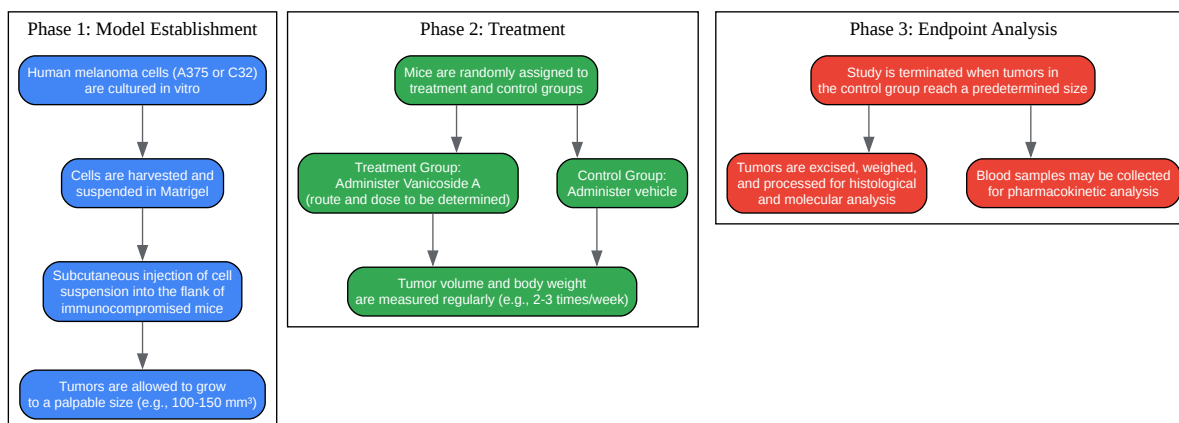 Phase 1: Model Establishment
Human melanoma cells (A375 or C32)
are cultured in vitro
Cells are harvested and
suspended in Matrigel
Subcutaneous injection of cell
suspension into the flank of
immunocompromised mice
Tumors are allowed to grow
to a palpable size (e.g., 100-150 mm³)
Phase 2: Treatment
Mice are randomly assigned to
treatment and control groups
Treatment Group:
Administer Vanicoside A
(route and dose to be determined)
Control Group:
Administer vehicle
Tumor volume and body weight
are measured regularly (e.g., 2-3 times/week)
Phase 3: Endpoint Analysis
Study is terminated when tumors in
the control group reach a predetermined size
Tumors are excised, weighed,
and processed for histological
and molecular analysis
Blood samples may be collected
for pharmacokinetic analysis